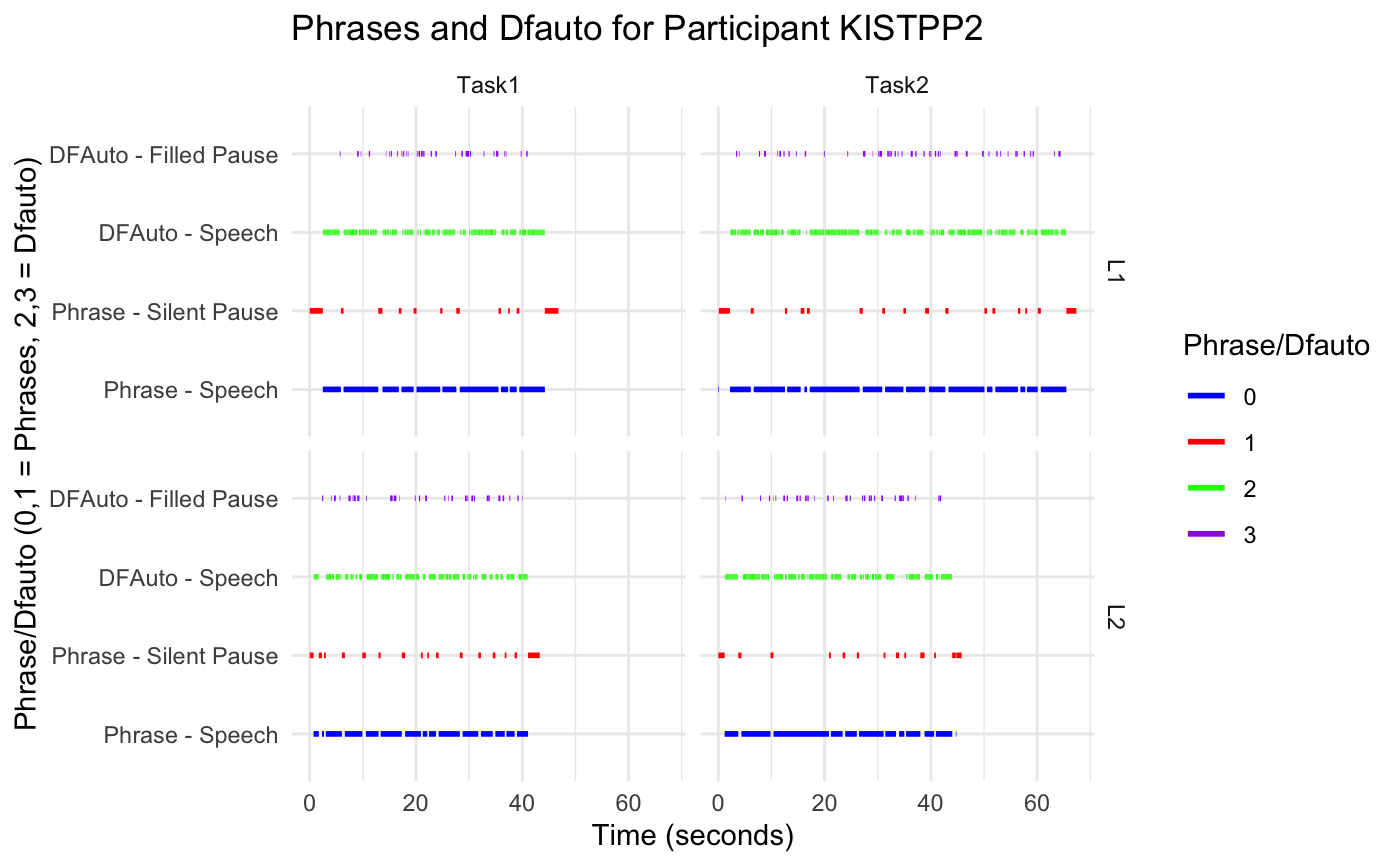 Phrases and Dfauto for Participant KISTPP2
Task1
Task2
Phrase/Dfauto (0,1 = Phrases, 2,3 = Dfauto)
DFAuto - Filled Pause
DFAuto - Speech
Phrase - Silent Pause
Phrase - Speech
L1
DFAuto - Filled Pause
DFAuto - Speech
Phrase - Silent Pause
Phrase - Speech
L2
0 20 40 60
0 20 40 60
Time (seconds)
Phrase/Dfauto
0
1
2
3